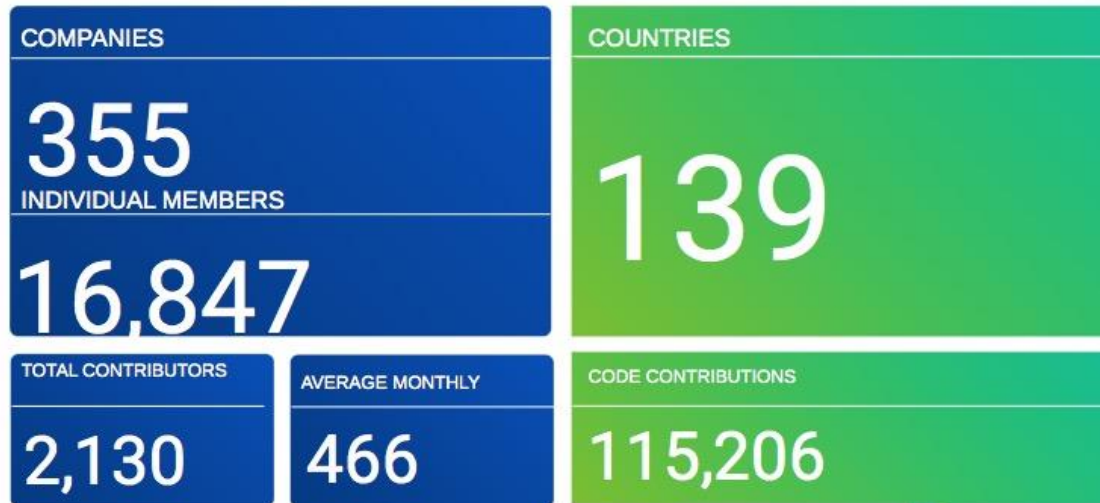 COMPANIES
355
INDIVIDUAL MEMBERS
16,847
COUNTRIES
139
TOTAL CONTRIBUTORS
2,130
AVERAGE MONTHLY
466
CODE CONTRIBUTIONS
115,206